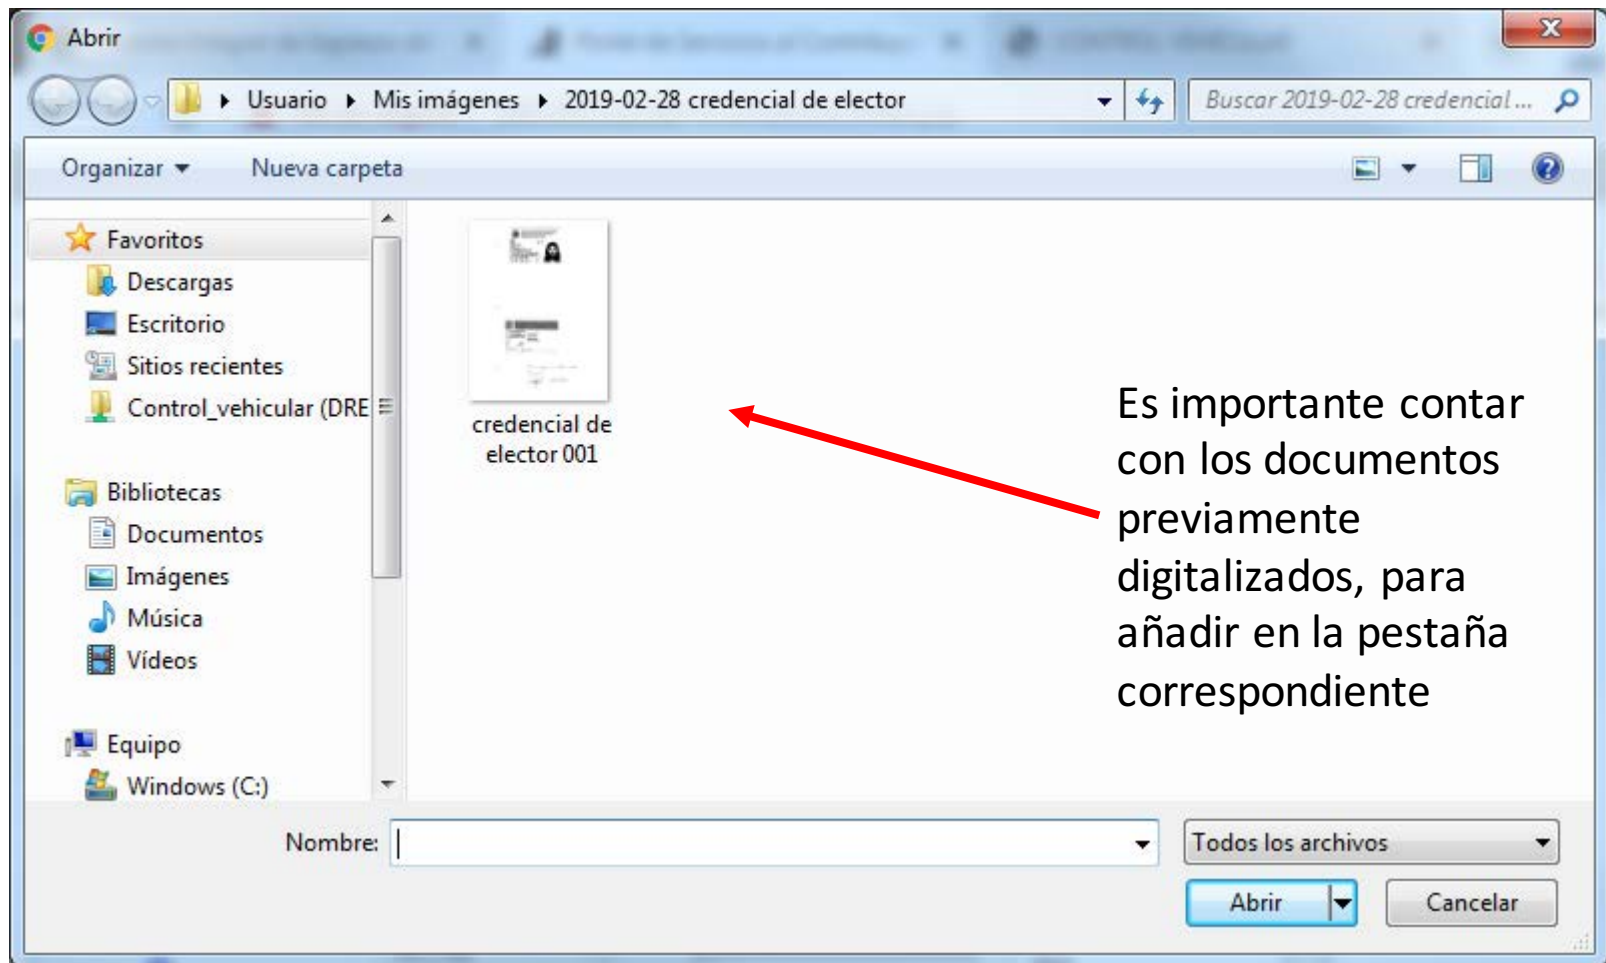 Abrir
Usuario Mis imágenes 2019-02-28 credencial de elector
Buscar 2019-02-28 credencial ...
Organizar Nueva carpeta
Favoritos
Descargas
Escritorio
Sitios recientes
Control_vehicular (DRE
Bibliotecas
Documentos
Imágenes
Música
Vídeos
Equipo
Windows (C:)
credencial de
elector 001
Es importante contar
con los documentos
previamente
digitalizados, para
añadir en la pestaña
correspondiente
Nombre:
Todos los archivos
Abrir
Cancelar